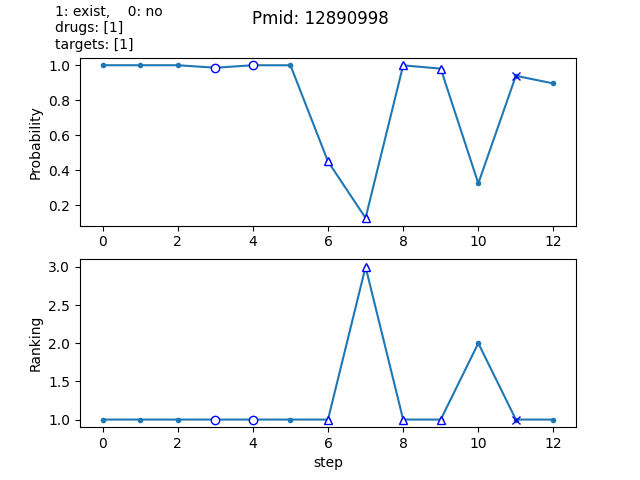 1: exist,    0: no
drugs: [1]
targets: [1]
Pmid: 12890998
Probability
1.0
0.8
0.6
0.4
0.2
0 2 4 6 8 10 12
Ranking
3.0
2.5
2.0
1.5
1.0
0 2 4 6 8 10 12
step